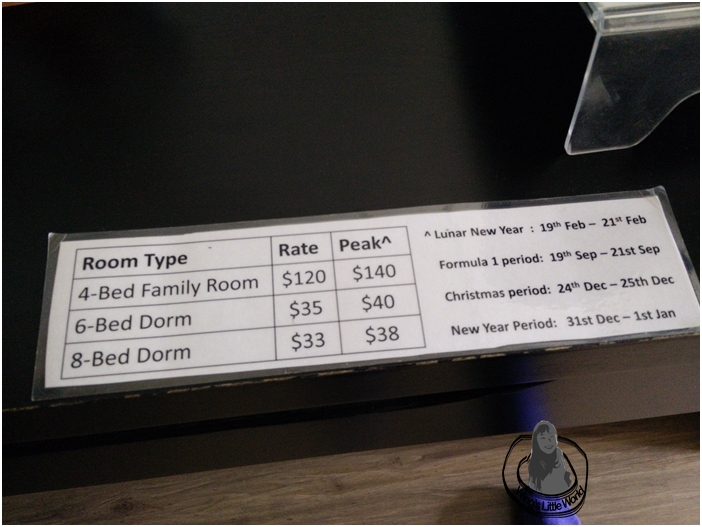 Room Type Rate Peak^
4-Bed Family Room $120 $140
6-Bed Dorm $35 $40
8-Bed Dorm $33 $38
^ Lunar New Year : 19th Feb – 21st Feb
Formula 1 period: 19th Sep – 21st Sep
Christmas period: 24th Dec – 25th Dec
New Year Period: 31st Dec – 1st Jan
Little World